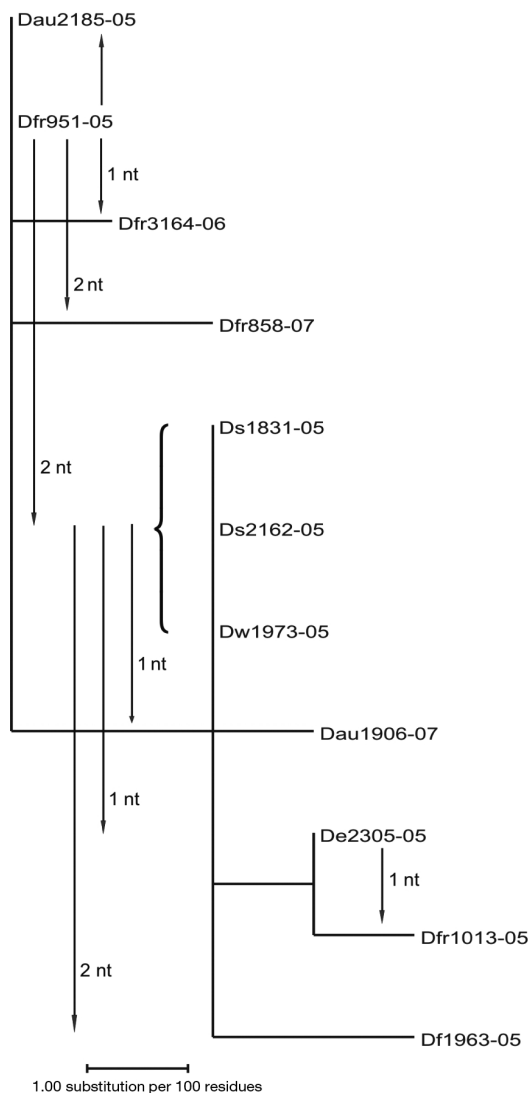 Dau2185-05
Dfr951-05
1 nt
Dfr3164-06
2 nt
Dfr858-07
Ds1831-05
2 nt
Ds2162-05
Dw1973-05
1 nt
Dau1906-07
1 nt
De2305-05
1 nt
Dfr1013-05
2 nt
Df1963-05
1.00 substitution per 100 residues